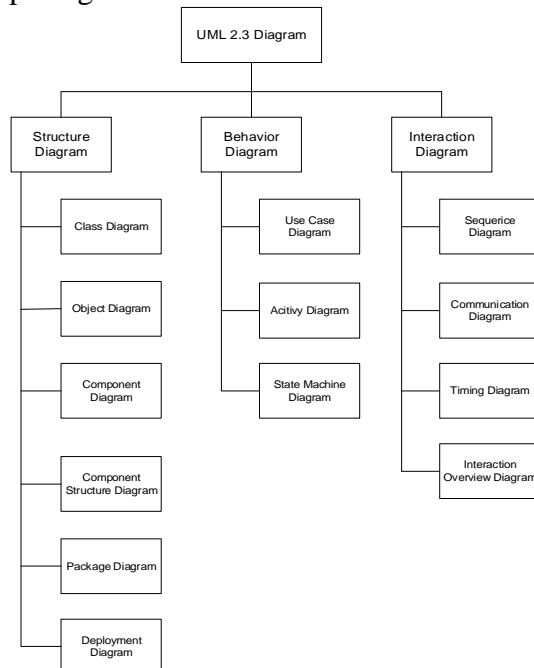 UML 2.3 Diagram
Structure
Diagram
Behavior
Diagram
Interaction
Diagram
Class Diagram
Object Diagram
Component
Diagram
Component
Structure Diagram
Package Diagram
Deployment
Diagram
Use Case
Diagram
Acitivy Diagram
State Machine
Diagram
Sequerice
Diagram
Communication
Diagram
Timing Diagram
Interaction
Overview Diagram